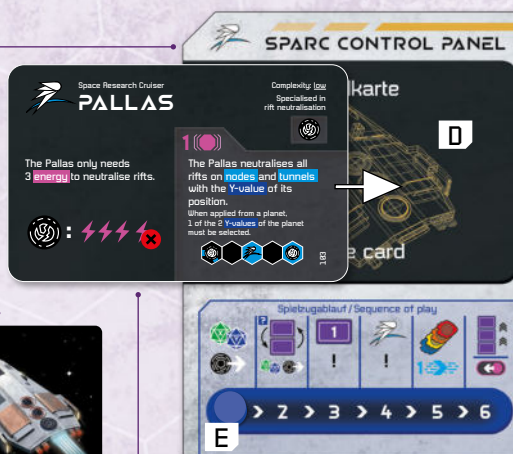 SPARC CONTROL PANEL
Space Research Cruiser
PALLAS
Complexity: low
Specialised in
rift neutralisation
lkarte
D
The Pallas only needs
3 energy to neutralise rifts.
:
1
The Pallas neutralises all
rifts on nodes and tunnels
with the Y-value of its
position.
When applied from a planet,
1 of the 2 Y-values of the planet
must be selected.
103
e card
Spielzugablauf/Sequence of play
?
1
! !
1
> 2 > 3 > 4 > 5 > 6
E